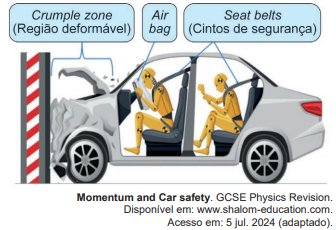 Crumple zone
(Região deformável)
Air
bag
Seat belts
(Cintos de segurança)
Momentum and Car safety. GCSE Physics Revision.
Disponível em: www.shalom-education.com.
Acesso em: 5 jul. 2024 (adaptado).